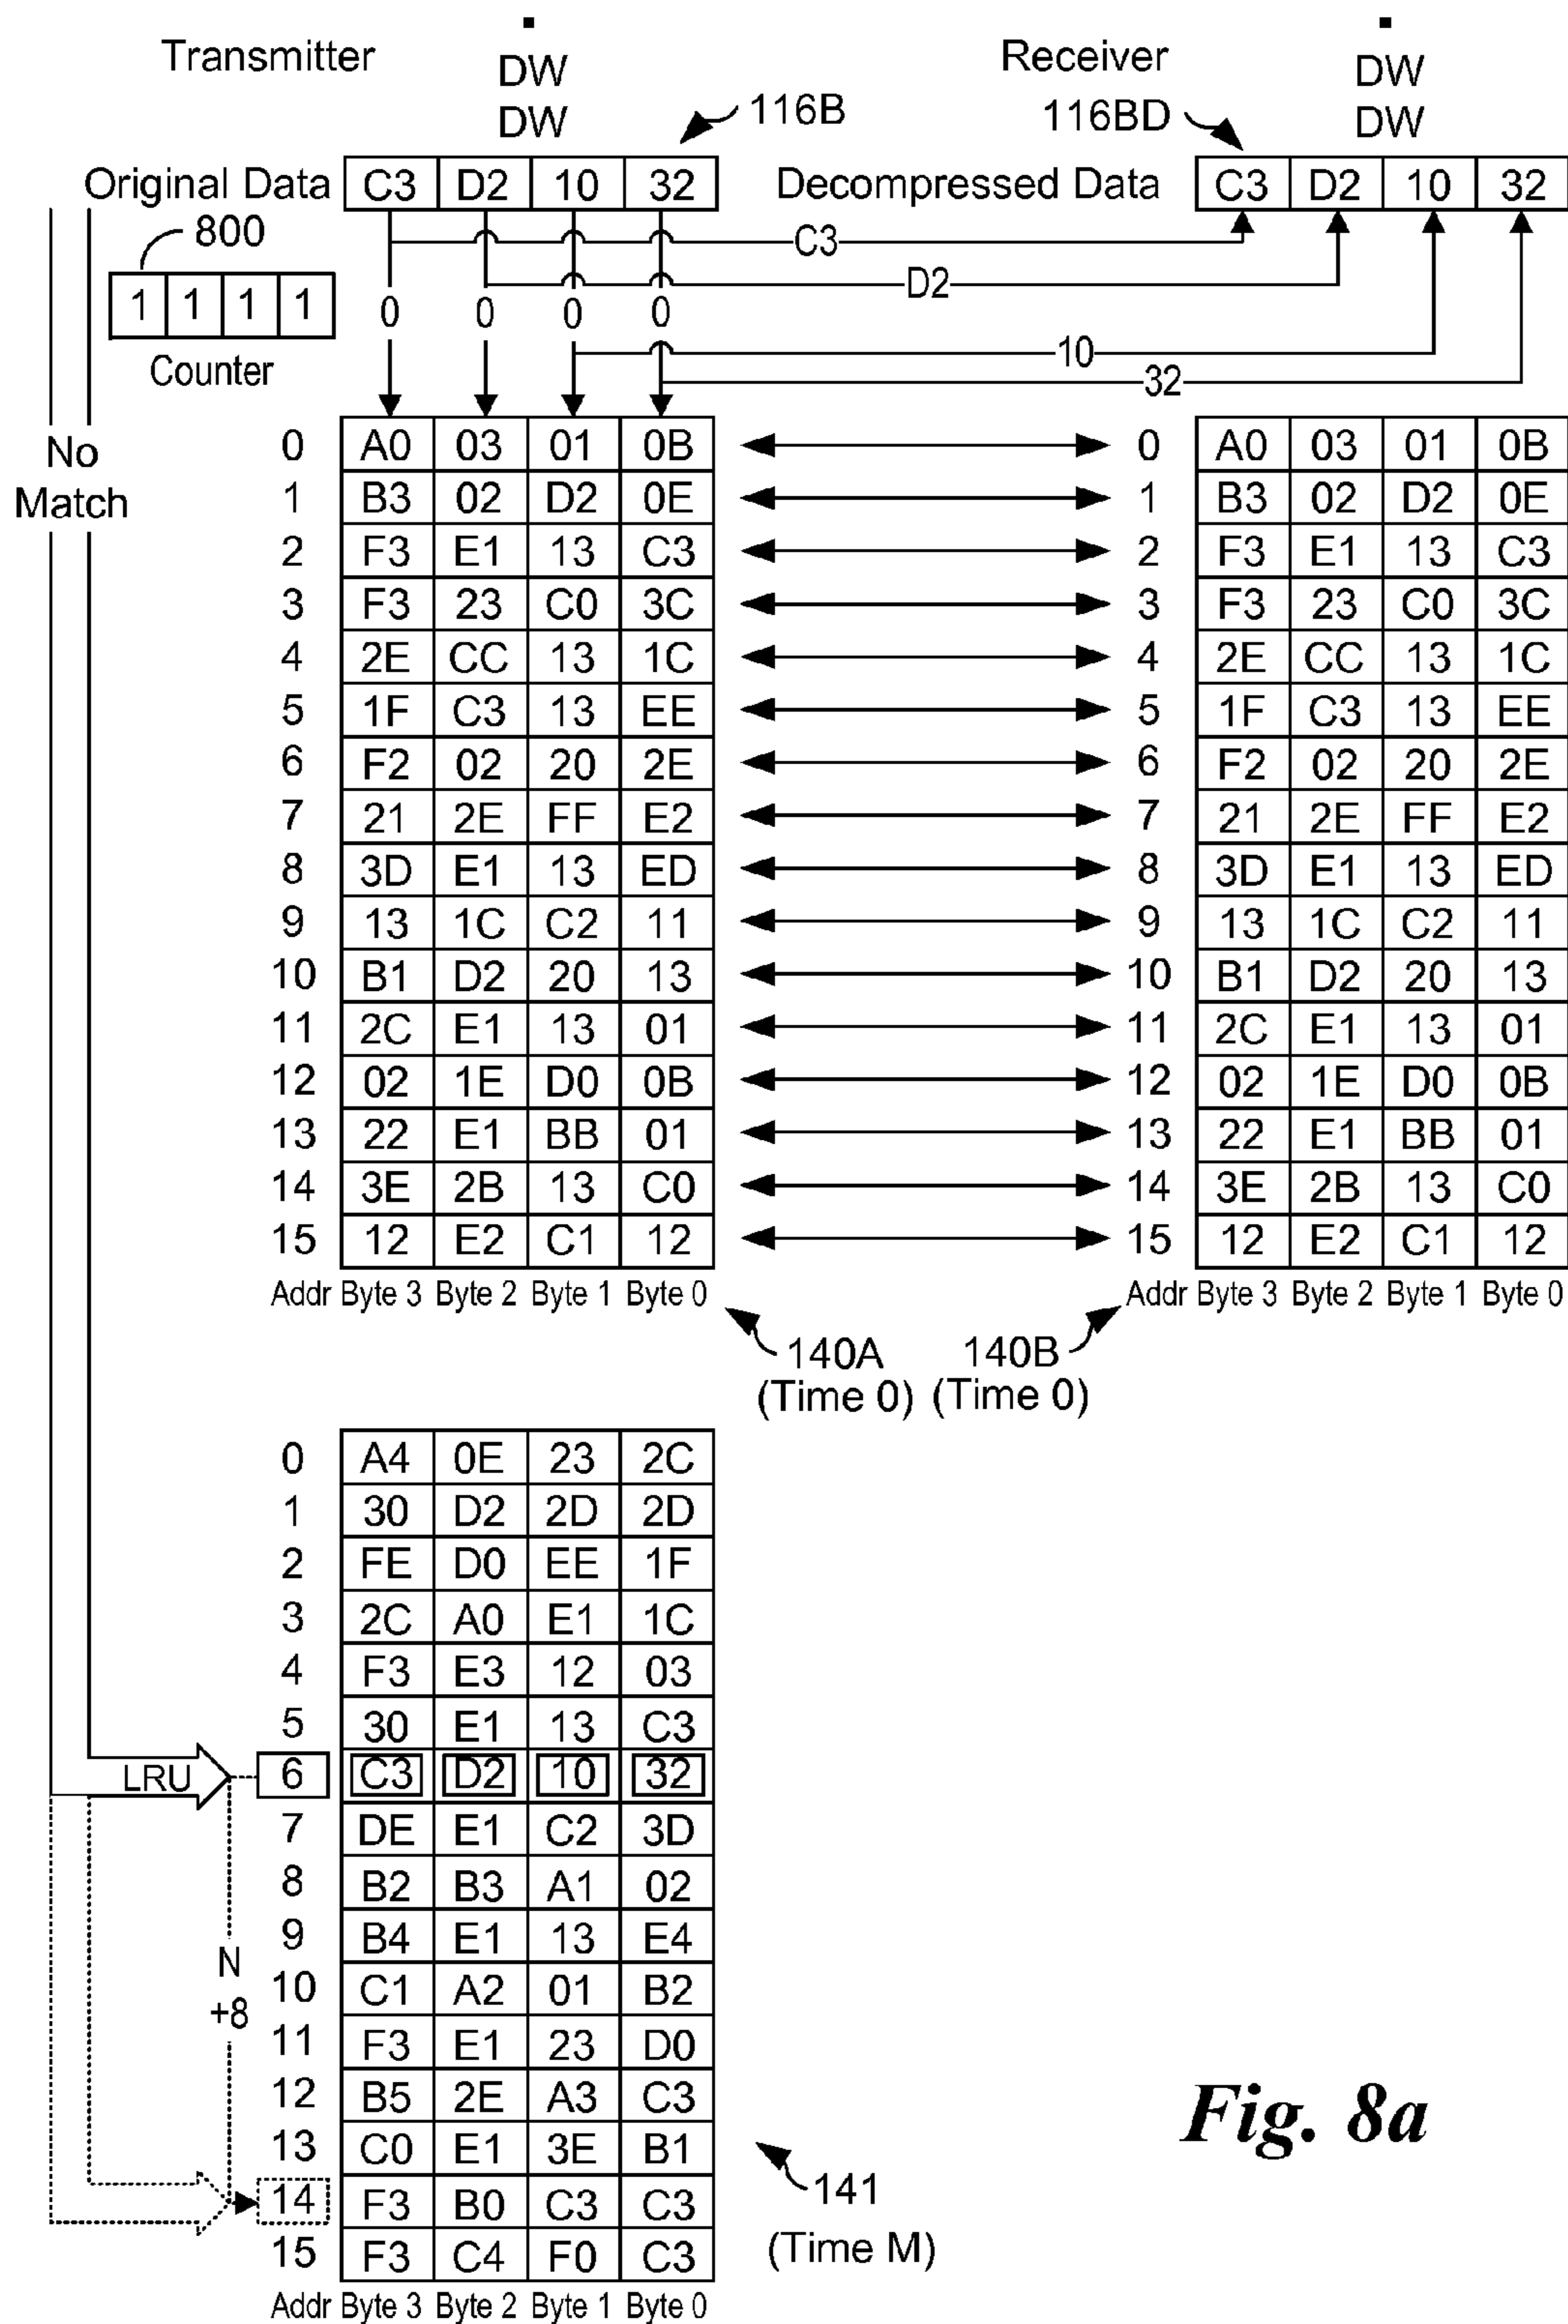 Transmitter DW Receiver DW
DW 116B 116BD DW
Original Data C3 D2 10 32 Decompressed Data C3 D2 10 32
800 C3
1 1 1 1 0 0 0 0 D2
Counter 10
32
No
Match
0 A0 03 01 0B 0 A0 03 01 0B
1 B3 02 D2 0E 1 B3 02 D2 0E
2 F3 E1 13 C3 2 F3 E1 13 C3
3 F3 23 C0 3C 3 F3 23 C0 3C
4 2E CC 13 1C 4 2E CC 13 1C
5 1F C3 13 EE 5 1F C3 13 EE
6 F2 02 20 2E 6 F2 02 20 2E
7 21 2E FF E2 7 21 2E FF E2
8 3D E1 13 ED 8 3D E1 13 ED
9 13 1C C2 11 9 13 1C C2 11
10 B1 D2 20 13 10 B1 D2 20 13
11 2C E1 13 01 11 2C E1 13 01
12 02 1E D0 0B 12 02 1E D0 0B
13 22 E1 BB 01 13 22 E1 BB 01
14 3E 2B 13 C0 14 3E 2B 13 C0
15 12 E2 C1 12 15 12 E2 C1 12
Addr Byte 3 Byte 2 Byte 1 Byte 0 Addr Byte 3 Byte 2 Byte 1 Byte 0
140A 140B
(Time 0) (Time 0)
0 A4 0E 23 2C
1 30 D2 2D 2D
2 FE D0 EE 1F
3 2C A0 E1 1C
4 F3 E3 12 03
5 30 E1 13 C3
LRU 6 C3 D2 10 32
7 DE E1 C2 3D
8 B2 B3 A1 02
9 B4 E1 13 E4
N
10 C1 A2 01 B2
+8
11 F3 E1 23 D0
12 B5 2E A3 C3
13 C0 E1 3E B1
14 F3 B0 C3 C3
15 F3 C4 F0 C3
Addr Byte 3 Byte 2 Byte 1 Byte 0
141
(Time M)
Fig. 8a